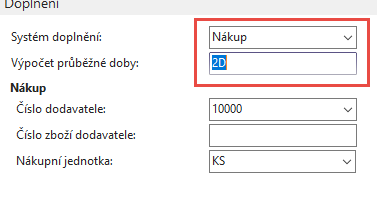 Doplnění
Systém doplnění: Nákup
Výpočet průběžné doby: 2D
Nákup
Číslo dodavatele: 10000
Číslo zboží dodavatele:
Nákupní jednotka: KS